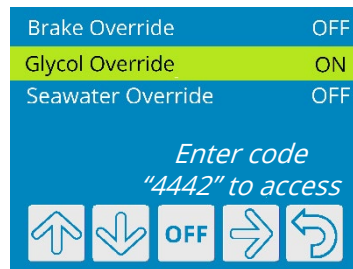 Brake Override OFF
Glycol Override ON
Seawater Override OFF
Enter code
“4442” to access
OFF